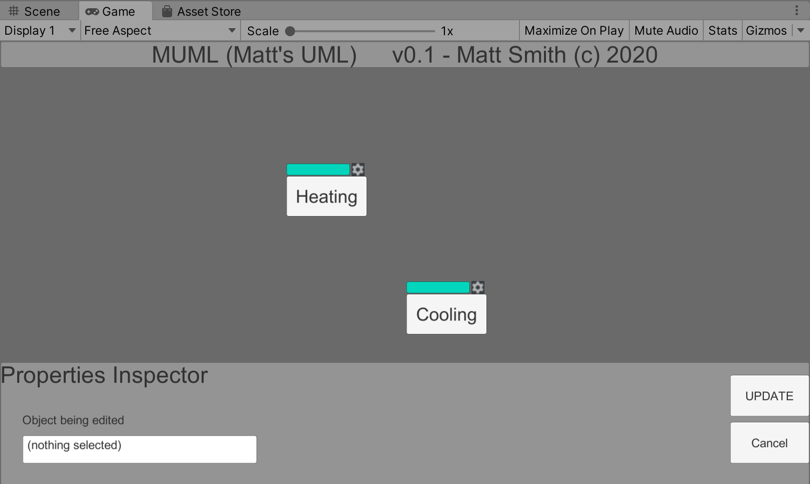 Scene Game Asset Store
Display 1 Free Aspect Scale 1x Maximize On Play Mute Audio Stats Gizmos
MUML (Matt's UML) v0.1 - Matt Smith (c) 2020
Heating
Cooling
Properties Inspector
UPDATE
Object being edited
(nothing selected)
Cancel